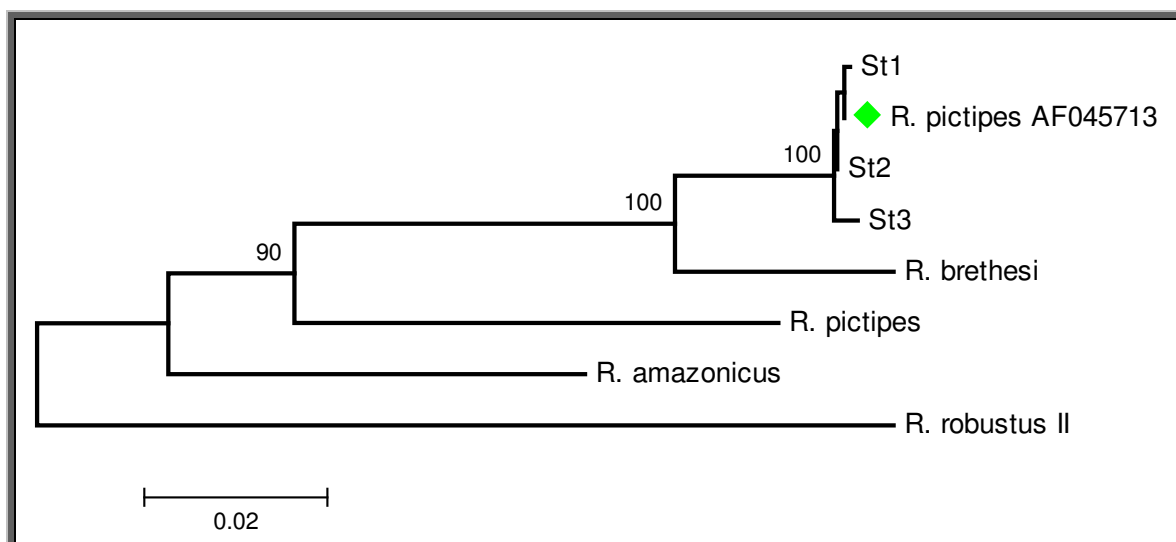 St1
R. pictipes AF045713
100
St2
100
St3
90
R. brethesi
R. pictipes
R. amazonicus
R. robustus II
0.02